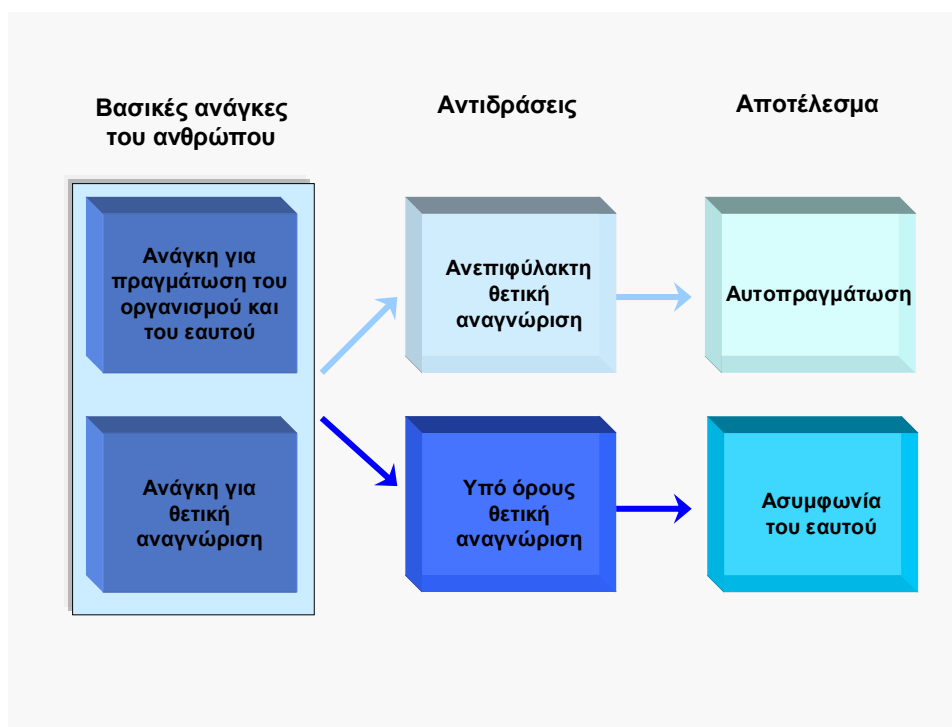 Βασικές ανάγκες
του ανθρώπου
Αντιδράσεις
Αποτέλεσμα
Ανάγκη για
πραγμάτωση του
οργανισμού και
του εαυτού
Ανεπιφύλακτη
θετική
αναγνώριση
Αυτοπραγμάτωση
Ανάγκη για
θετική
αναγνώριση
Υπό όρους
θετική
αναγνώριση
Ασυμφωνία
του εαυτού